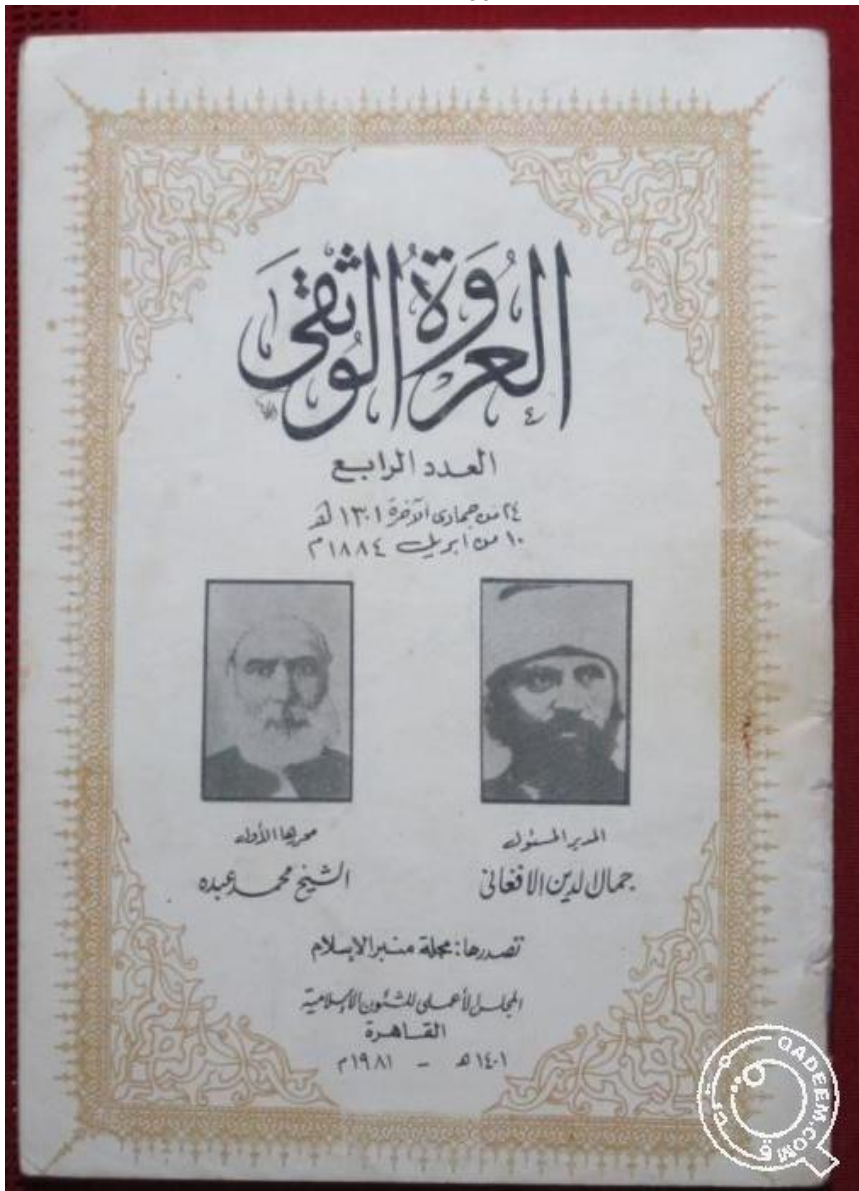 العروة الوثقى
العدد الرابع
٢٤ من جمادى الآخرة ١٣٠١ هـ
١٠ من ابريل ١٨٨٤ م
المدير المسئول
جمال الدين الافغانى
محررها الأول
الشيخ محمد عبده
تصدرها: مجلة منبر الإسلام
المجلس الأعلى للشئون الإسلامية
القاهرة
١٤٠١ هـ - ١٩٨١ م
QADEEM.COM